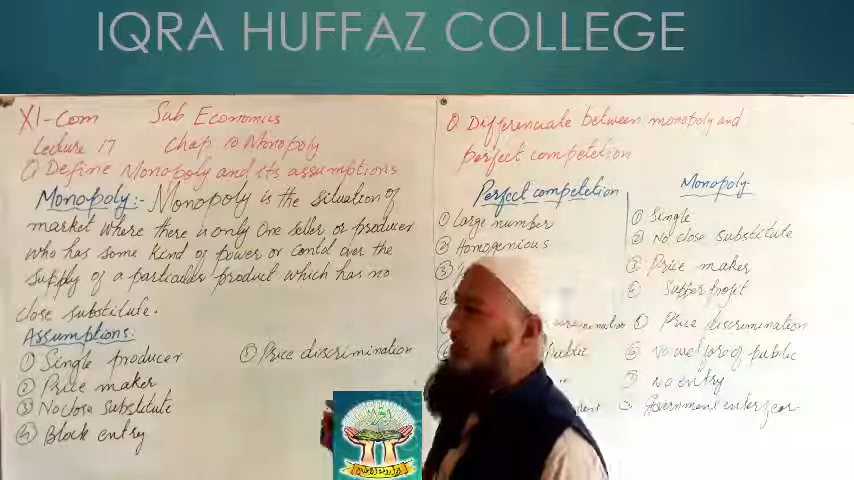 IQRA HUFFAZ COLLEGE
XI-Com Sub Economics
Lecture 17 Chap 10 Monopoly
Q Define Monopoly and its assumptions
Monopoly:- Monopoly is the situation of
market where there is only one seller or producer
who has some kind of power or contol over the
supply of a particular product which has no
close substitute.
Assumptions:
① Single producer
② Price maker
③ No close substitute
④ Block entry
⑤ Price discrimination
Q Differenciate between monopoly and
perfect competetion
Perfect competetion
① Large number
② Homogenious
③
Public
Monopoly:
① Single
② No close substitute
③ Price maker
④ Supper profit
⑤ Price discrimination
⑥ No welfare of public
⑦ no entry